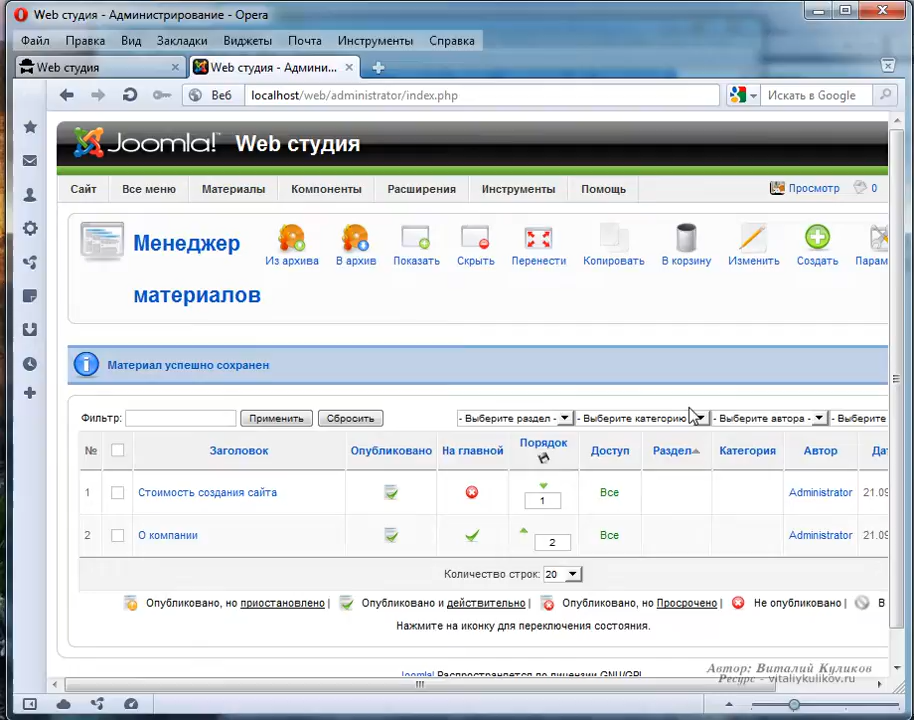 Web студия - Администрирование - Opera
Файл Правка Вид Закладки Виджеты Почта Инструменты Справка
Web студия
Web студия - Админи...
Веб localhost/web/administrator/index.php
Искать в Google
Joomla! Web студия
Сайт Все меню Материалы Компоненты Расширения Инструменты Помощь Просмотр 0
Менеджер материалов
Из архива В архив Показать Скрыть Перенести Копировать В корзину Изменить Создать Парам
Материал успешно сохранен
Фильтр: Применить Сбросить - Выберите раздел - - Выберите категорию - Выберите автора - - Выберите
№ Заголовок Опубликовано На главной Порядок Доступ Раздел Категория Автор Дат
1 Стоимость создания сайта 1 Все Administrator 21.09
2 О компании 2 Все Administrator 21.09
Количество строк: 20
Опубликовано, но приостановлено | Опубликовано и действительно | Опубликовано, но Просрочено | Не опубликовано | В
Нажмите на иконку для переключения состояния.
Joomla! Распространяется по лицензии GNU/GPL
Автор: Виталий Куликов
Ресурс - vitaliykulikov.ru